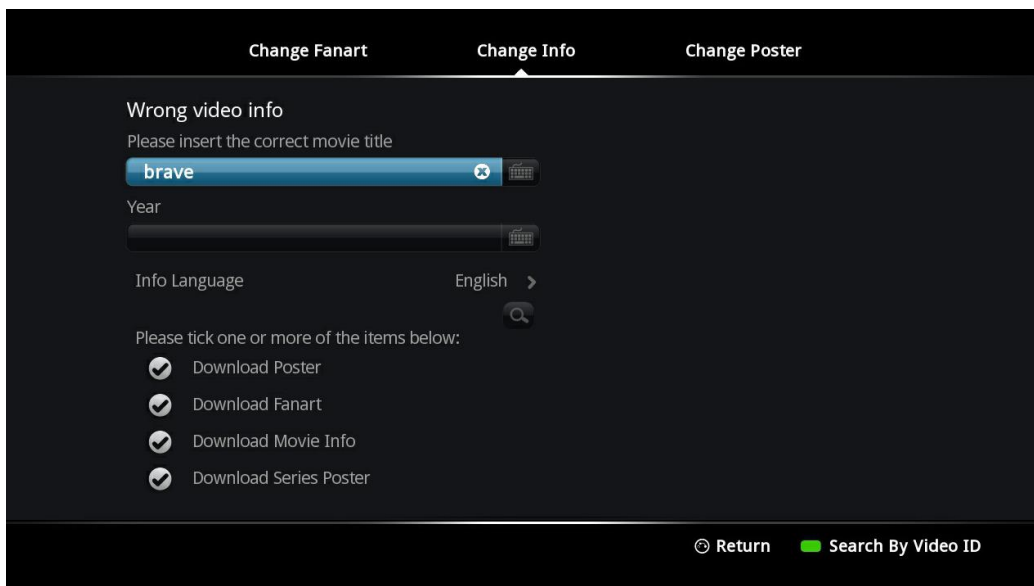 Change Fanart Change Info Change Poster
Wrong video info
Please insert the correct movie title
brave
Year
Info Language English
Please tick one or more of the items below:
Download Poster
Download Fanart
Download Movie Info
Download Series Poster
Return Search By Video ID